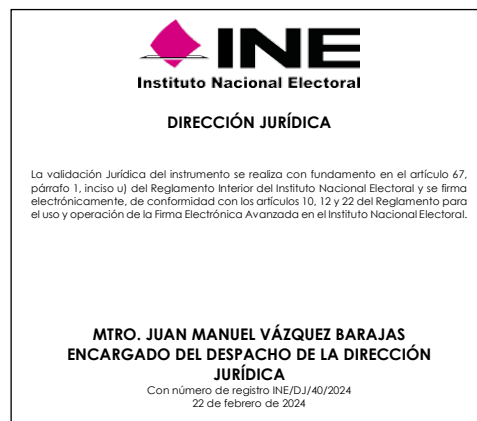 INE
Instituto Nacional Electoral
DIRECCIÓN JURÍDICA
La validación Jurídica del instrumento se realiza con fundamento en el artículo 67,
párrafo 1, inciso u) del Reglamento Interior del Instituto Nacional Electoral y se firma
electrónicamente, de conformidad con los artículos 10, 12 y 22 del Reglamento para
el uso y operación de la Firma Electrónica Avanzada en el Instituto Nacional Electoral.
MTRO. JUAN MANUEL VÁZQUEZ BARAJAS
ENCARGADO DEL DESPACHO DE LA DIRECCIÓN
JURÍDICA
Con número de registro INE/DJ/40/2024
22 de febrero de 2024